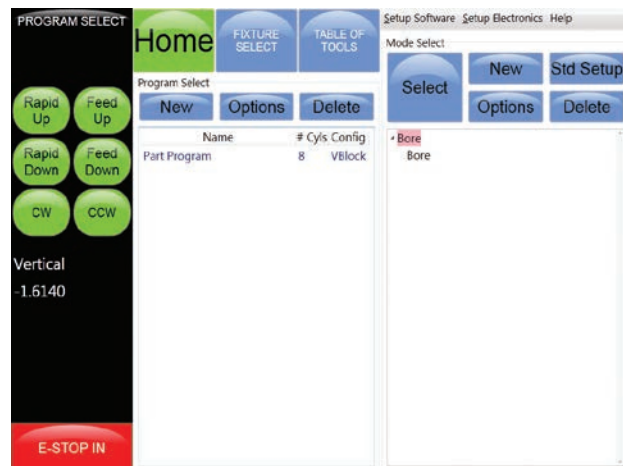 PROGRAM SELECT
Rapid Up
Feed Up
Rapid Down
Feed Down
CW
CCW
Vertical
-1.6140
E-STOP IN
Home
FIXTURE SELECT
TABLE OF TOOLS
Program Select
New
Options
Delete
Name # Cyls Config
Part Program 8 VBlock
Setup Software Setup Electronics Help
Mode Select
Select
New
Std Setup
Options
Delete
Bore
Bore